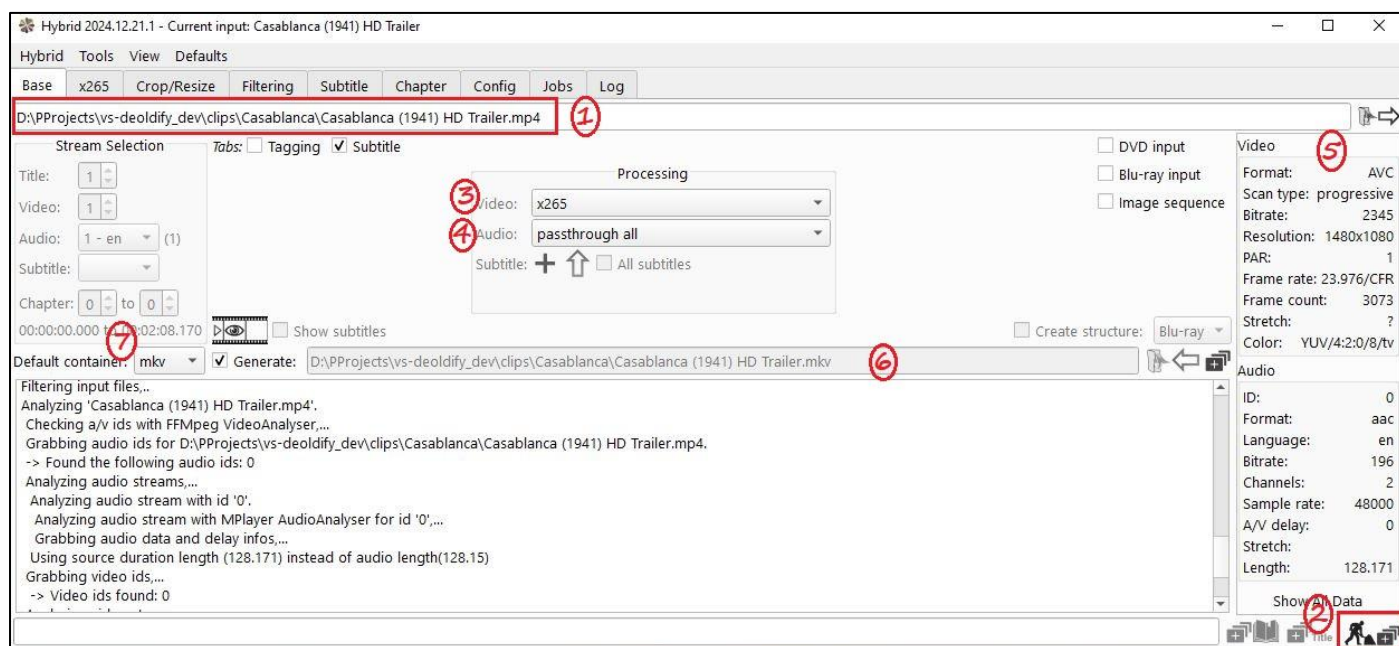 Hybrid 2024.12.21.1 - Current input: Casablanca (1941) HD Trailer
Hybrid Tools View Defaults
Base x265 Crop/Resize Filtering Subtitle Chapter Config Jobs Log
D:\PProjects\vs-deoldify_dev\clips\Casablanca\Casablanca (1941) HD Trailer.mp4 1
Stream Selection
Title: 1
Video: 1
Audio: 1 - en (1)
Subtitle:
Chapter: 0 to 0
00:00:00.000 to 00:02:08.170
Tabs: Tagging Subtitle
Processing
3 Video: x265
4 Audio: passthrough all
Subtitle: All subtitles
Show subtitles
DVD input
Blu-ray input
Image sequence
Create structure: Blu-ray
7
Default container: mkv Generate: D:\PProjects\vs-deoldify_dev\clips\Casablanca\Casablanca (1941) HD Trailer.mkv 6
Filtering input files,..
Analyzing 'Casablanca (1941) HD Trailer.mp4'.
Checking a/v ids with FFMpeg VideoAnalyser,...
Grabbing audio ids for D:\PProjects\vs-deoldify_dev\clips\Casablanca\Casablanca (1941) HD Trailer.mp4.
-> Found the following audio ids: 0
Analyzing audio streams,...
Analyzing audio stream with id '0'.
Analyzing audio stream with MPlayer AudioAnalyser for id '0',...
Grabbing audio data and delay infos,...
Using source duration length (128.171) instead of audio length(128.15)
Grabbing video ids,...
-> Video ids found: 0
Video 5
Format: AVC
Scan type: progressive
Bitrate: 2345
Resolution: 1480x1080
PAR: 1
Frame rate: 23.976/CFR
Frame count: 3073
Stretch: ?
Color: YUV/4:2:0/8/tv
Audio
ID: 0
Format: aac
Language: en
Bitrate: 196
Channels: 2
Sample rate: 48000
A/V delay: 0
Stretch:
Length: 128.171
Show All Data
2
Title